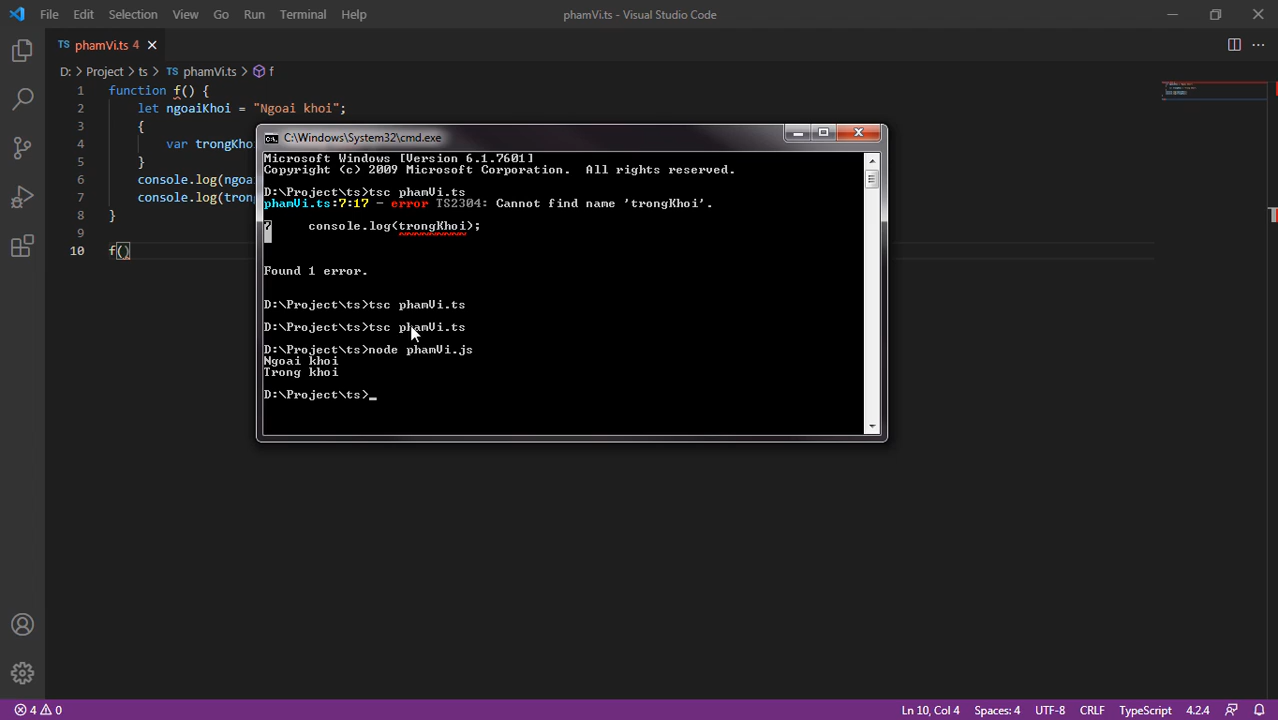 File Edit Selection View Go Run Terminal Help phamVi.ts - Visual Studio Code
TS phamVi.ts 4
D: > Project > ts > TS phamVi.ts > f
1 function f() {
2 let ngoaiKhoi = "Ngoai khoi";
3 {
4 var trongKho
5 }
6 console.log(ngoa
7 console.log(tron
8 }
9
10 f()
C:\Windows\System32\cmd.exe
Microsoft Windows [Version 6.1.7601]
Copyright (c) 2009 Microsoft Corporation. All rights reserved.
D:\Project\ts>tsc phamVi.ts
phamVi.ts:7:17 - error TS2304: Cannot find name 'trongKhoi'.
7 console.log(trongKhoi);
Found 1 error.
D:\Project\ts>tsc phamVi.ts
D:\Project\ts>tsc phamVi.ts
D:\Project\ts>node phamVi.js
Ngoai khoi
Trong khoi
D:\Project\ts>_
4 0 Ln 10, Col 4 Spaces: 4 UTF-8 CRLF TypeScript 4.2.4